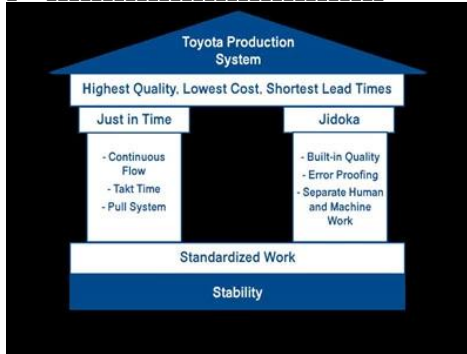 Toyota Production
System
Highest Quality, Lowest Cost, Shortest Lead Times
Just in Time
- Continuous
Flow
- Takt Time
- Pull System
Jidoka
- Built-in Quality
- Error Proofing
- Separate Human
and Machine
Work
Standardized Work
Stability